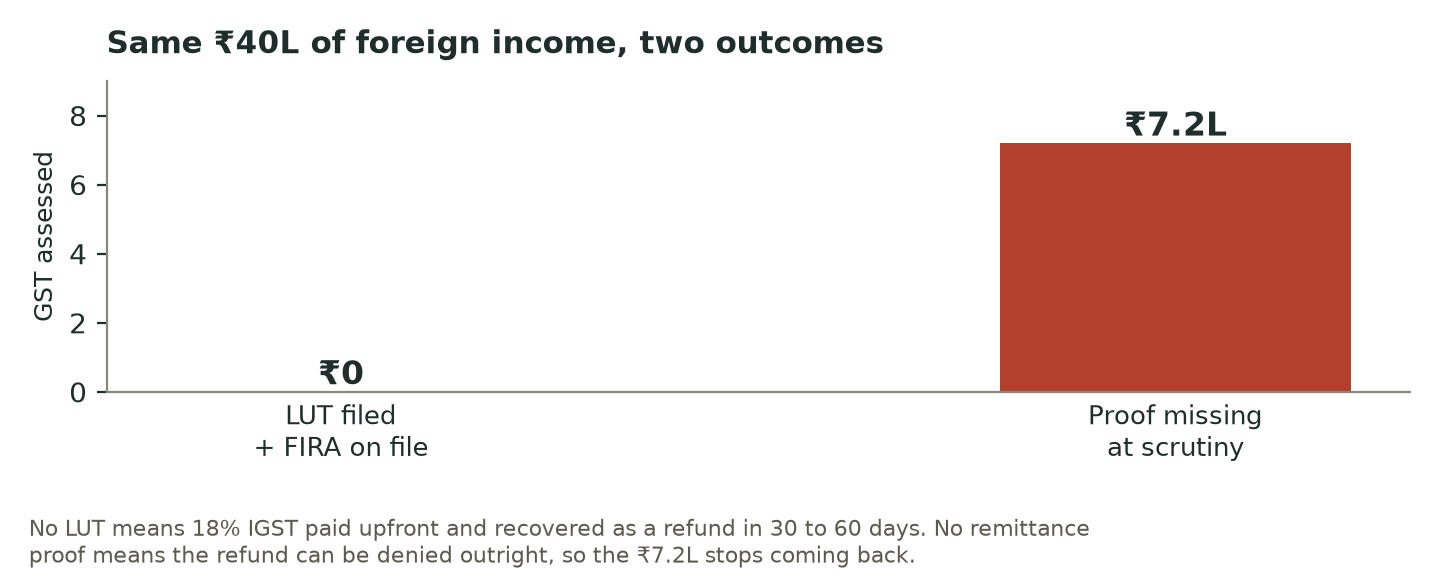 Same ₹40L of foreign income, two outcomes
GST assessed
8
6
4
2
0
₹0
₹7.2L
LUT filed
+ FIRA on file
Proof missing
at scrutiny
No LUT means 18% IGST paid upfront and recovered as a refund in 30 to 60 days. No remittance
proof means the refund can be denied outright, so the ₹7.2L stops coming back.